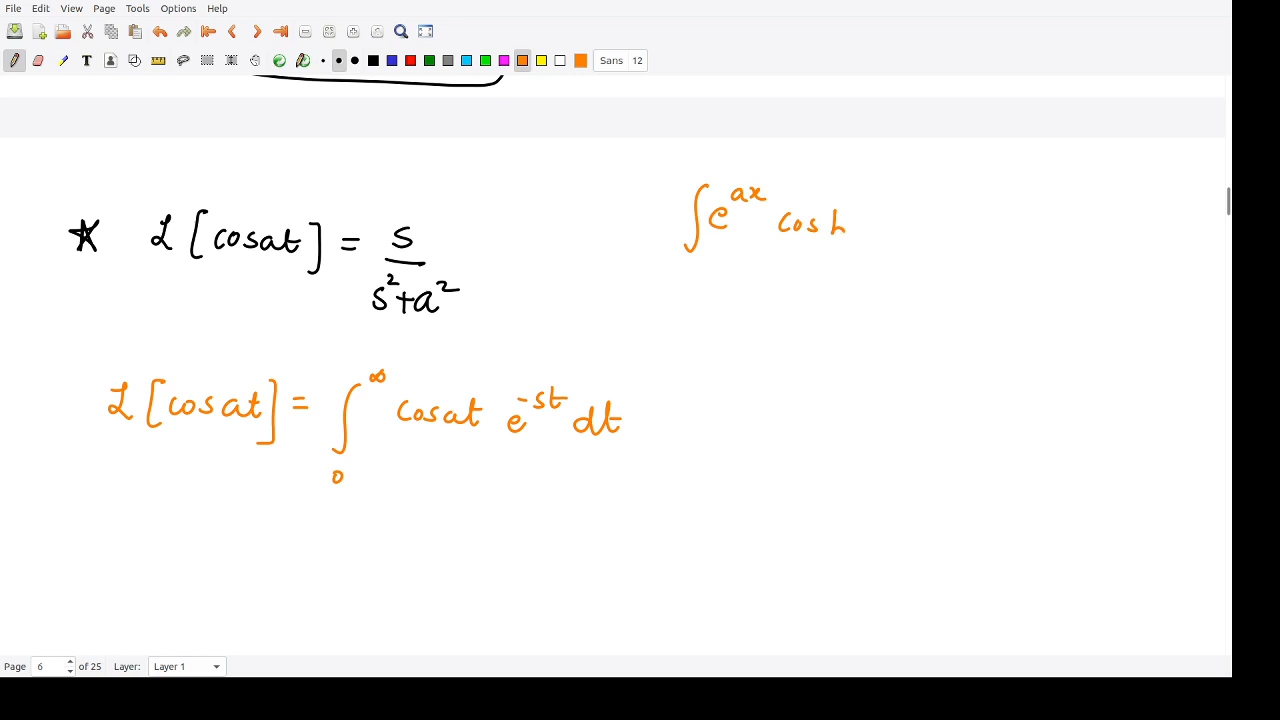 File Edit View Page Tools Options Help
T Sans 12
∫e^{ax} cos h
☆ ℒ[cosat] = s/(s²+a²)
ℒ[cosat] = ∫₀^∞ cosat e^{-st} dt
Page 6 of 25 Layer: Layer 1